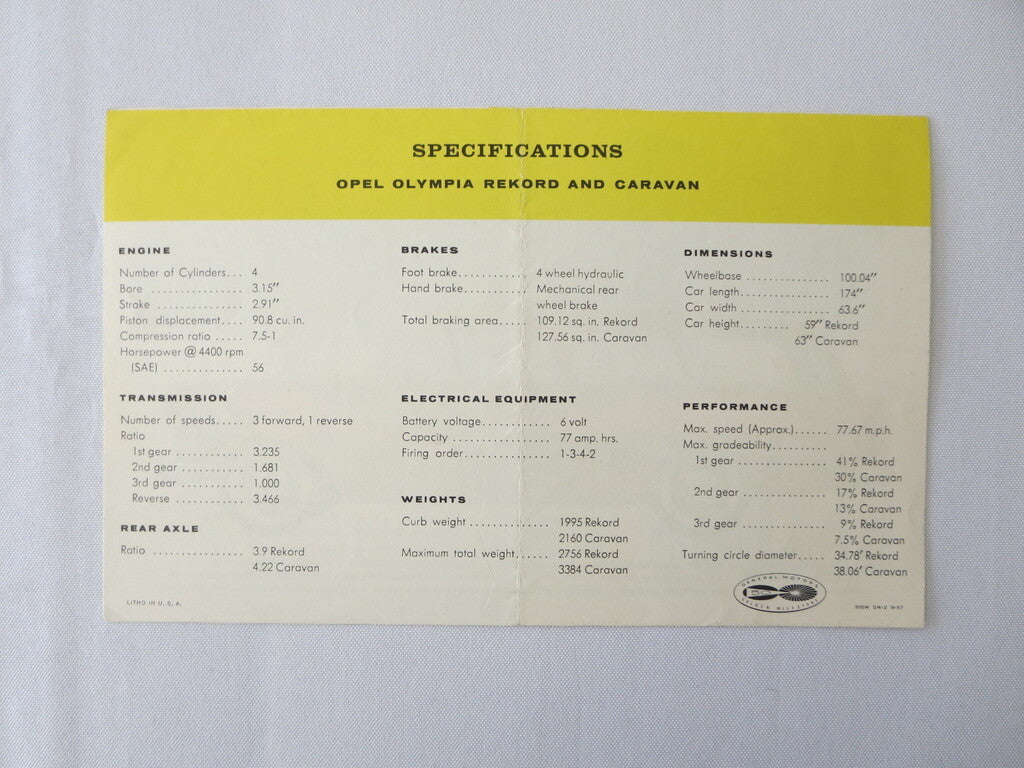 SPECIFICATIONS
OPEL OLYMPIA REKORD AND CARAVAN
ENGINE
Number of Cylinders... 4
Bore ............... 3.15"
Stroke .............. 2.91"
Piston displacement.... 90.8 cu. in.
Compression ratio ..... 7.5-1
Horsepower @ 4400 rpm
(SAE) .............. 56
TRANSMISSION
Number of speeds..... 3 forward, 1 reverse
Ratio
1st gear ............ 3.235
2nd gear ............ 1.681
3rd gear ............ 1.000
Reverse ........... 3.466
REAR AXLE
Ratio ............... 3.9 Rekord
4.22 Caravan
LITHO IN U. S. A.
BRAKES
Foot brake........... 4 wheel hydraulic
Hand brake.......... Mechanical rear
wheel brake
Total braking area..... 109.12 sq. in. Rekord
127.56 sq. in. Caravan
ELECTRICAL EQUIPMENT
Battery voltage........... 6 volt
Capacity ................ 77 amp. hrs.
Firing order.............. 1-3-4-2
WEIGHTS
Curb weight ............. 1995 Rekord
2160 Caravan
Maximum total weight...... 2756 Rekord
3384 Caravan
DIMENSIONS
Wheelbase ............. 100.04"
Car length.............. 174"
Car width .............. 63.6"
Car height......... 59" Rekord
63" Caravan
PERFORMANCE
Max. speed (Approx.)...... 77.67 m.p.h.
Max. gradeability..........
1st gear ............... 41% Rekord
30% Caravan
2nd gear .............. 17% Rekord
13% Caravan
3rd gear .............. 9% Rekord
7.5% Caravan
Turning circle diameter..... 34.78' Rekord
38.06' Caravan
GENERAL MOTORS
GOLDEN MILESTONE